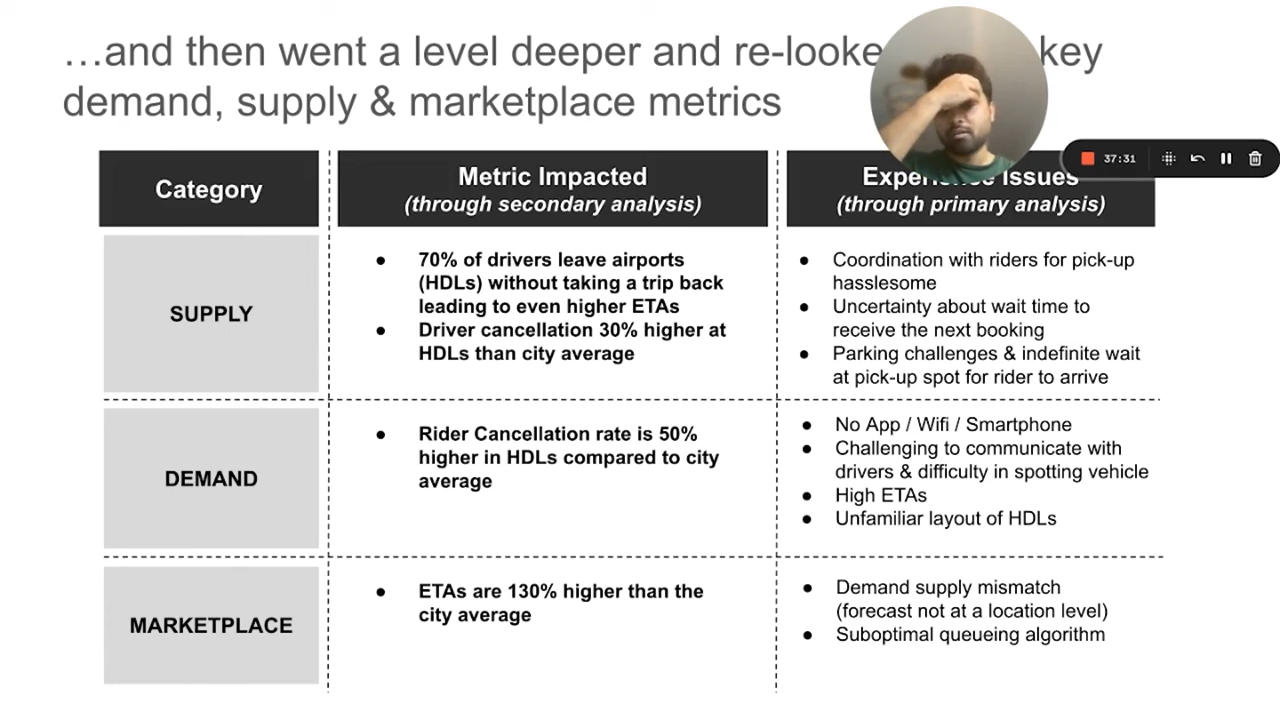 …and then went a level deeper and key
demand, supply & marketplace metrics
37:31
Category
Metric Impacted
(through secondary analysis)
Experience Issues
(through primary analysis)
SUPPLY
● 70% of drivers leave airports
(HDLs) without taking a trip back
leading to even higher ETAs
● Driver cancellation 30% higher at
HDLs than city average
● Coordination with riders for pick-up
hasslesome
● Uncertainty about wait time to
receive the next booking
● Parking challenges & indefinite wait
at pick-up spot for rider to arrive
DEMAND
● Rider Cancellation rate is 50%
higher in HDLs compared to city
average
● No App / Wifi / Smartphone
● Challenging to communicate with
drivers & difficulty in spotting vehicle
● High ETAs
● Unfamiliar layout of HDLs
MARKETPLACE
● ETAs are 130% higher than the
city average
● Demand supply mismatch
(forecast not at a location level)
● Suboptimal queueing algorithm